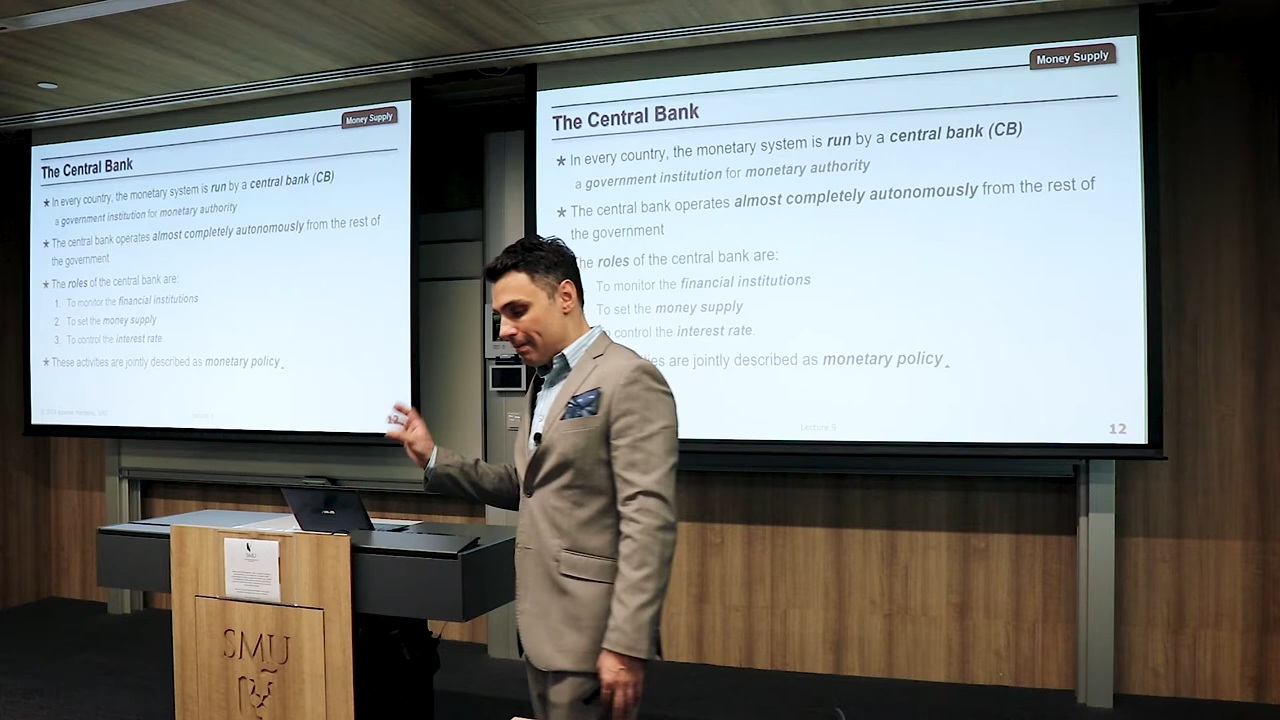 Money Supply
The Central Bank
★ In every country, the monetary system is run by a central bank (CB)
a government institution for monetary authority
★ The central bank operates almost completely autonomously from the rest of
the government
★ The roles of the central bank are:
1. To monitor the financial institutions
2. To set the money supply
3. To control the interest rate.
★ These activities are jointly described as monetary policy.
12
Money Supply
The Central Bank
★ In every country, the monetary system is run by a central bank (CB)
a government institution for monetary authority
★ The central bank operates almost completely autonomously from the rest of
the government
he roles of the central bank are:
To monitor the financial institutions
To set the money supply
o control the interest rate.
ties are jointly described as monetary policy.
Lecture 9
12
ASUS
SMU
SMU